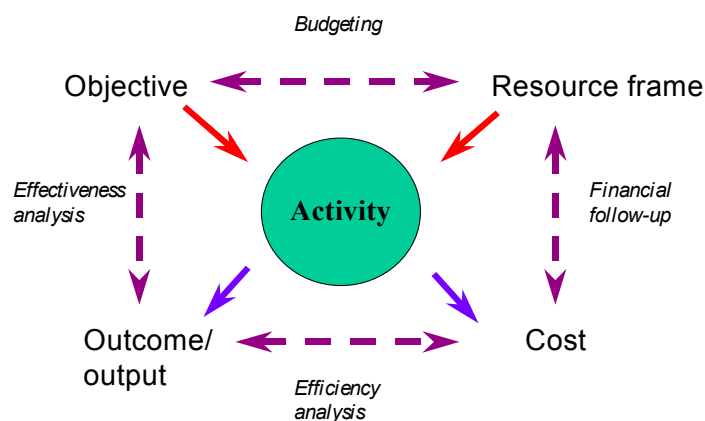 Budgeting
Objective
Resource frame
Effectiveness
analysis
Activity
Financial
follow-up
Outcome/
output
Cost
Efficiency
analysis